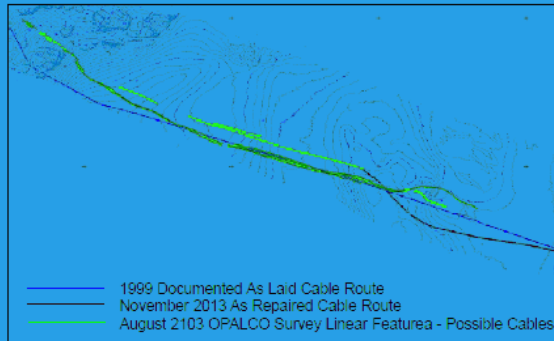 1999 Documented As Laid Cable Route
November 2013 As Repaired Cable Route
August 2103 OPALCO Survey Linear Featurea - Possible Cables